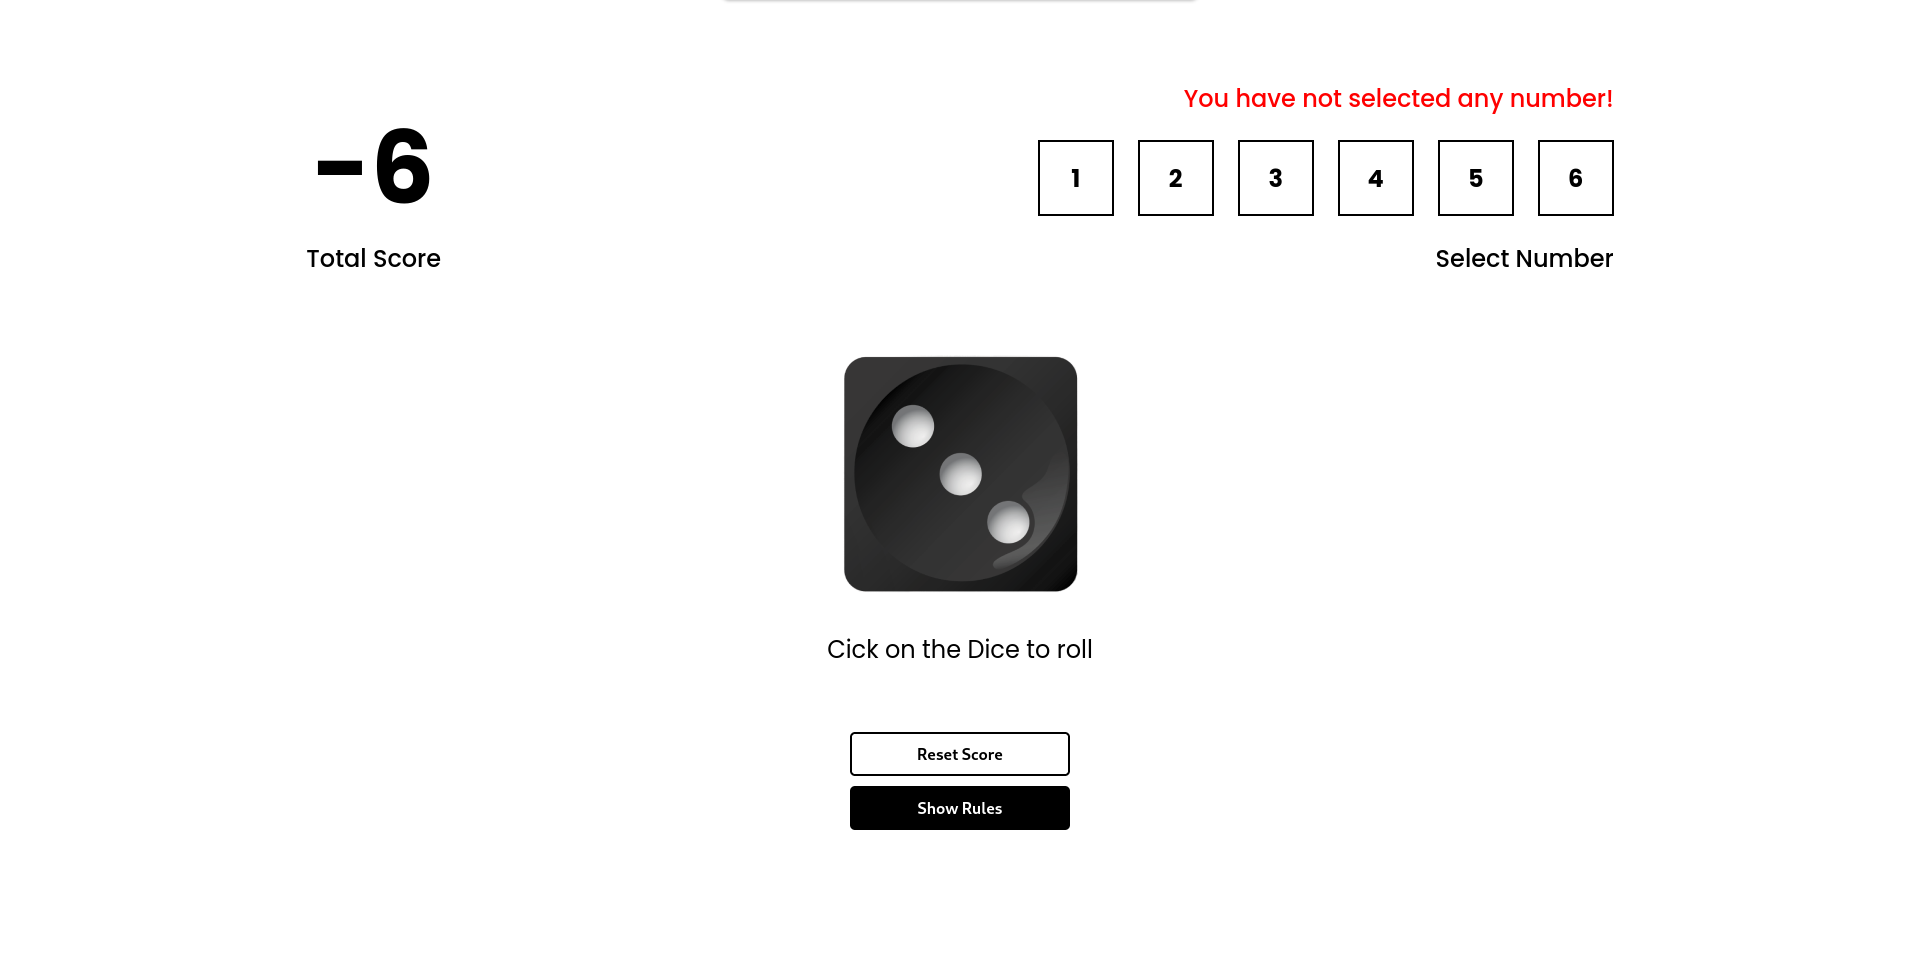 You have not selected any number!
-6
1 2 3 4 5 6
Total Score
Select Number
Cick on the Dice to roll
Reset Score
Show Rules